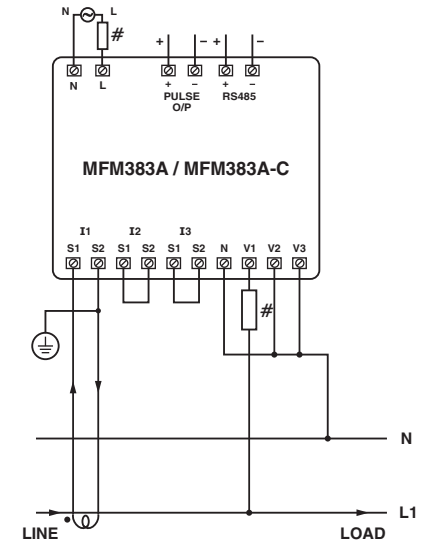 N L
#
+ – + –
N L + – + –
PULSE RS485
O/P
MFM383A / MFM383A-C
I1 I2 I3
S1 S2 S1 S2 S1 S2 N V1 V2 V3
#
N
L1
LINE LOAD